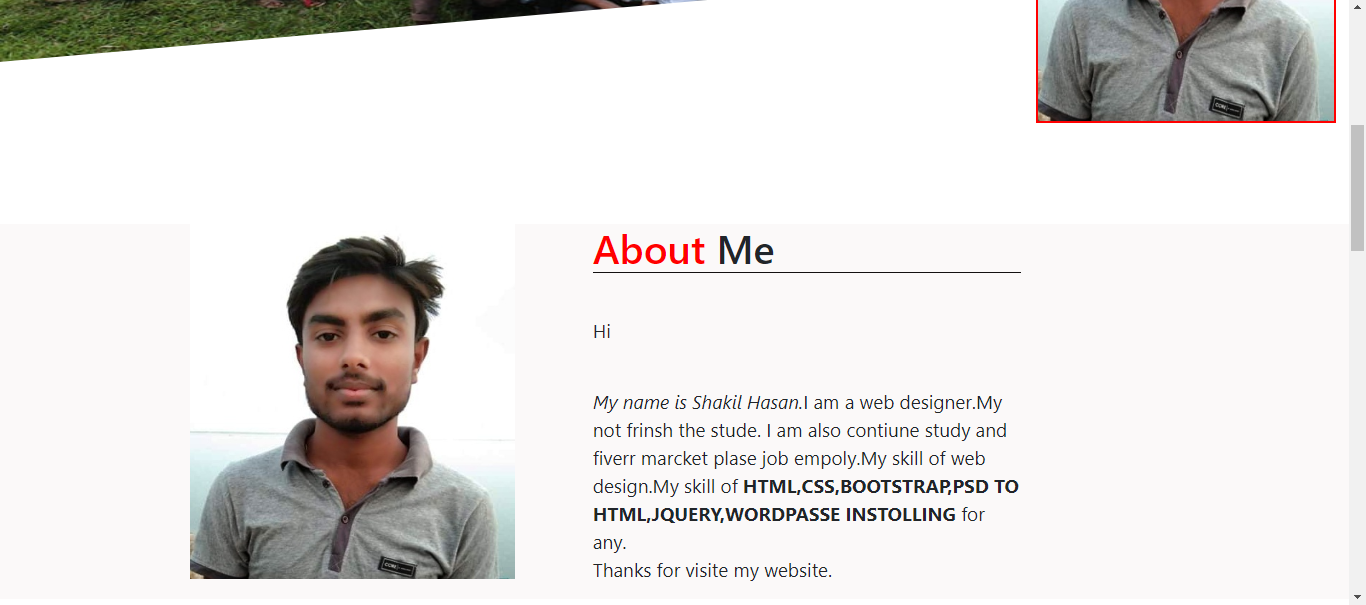 About Me
Hi
My name is Shakil Hasan.I am a web designer.My
not frinsh the stude. I am also contiune study and
fiverr marcket plase job empoly.My skill of web
design.My skill of HTML,CSS,BOOTSTRAP,PSD TO
HTML,JQUERY,WORDPASSE INSTOLLING for
any.
Thanks for visite my website.